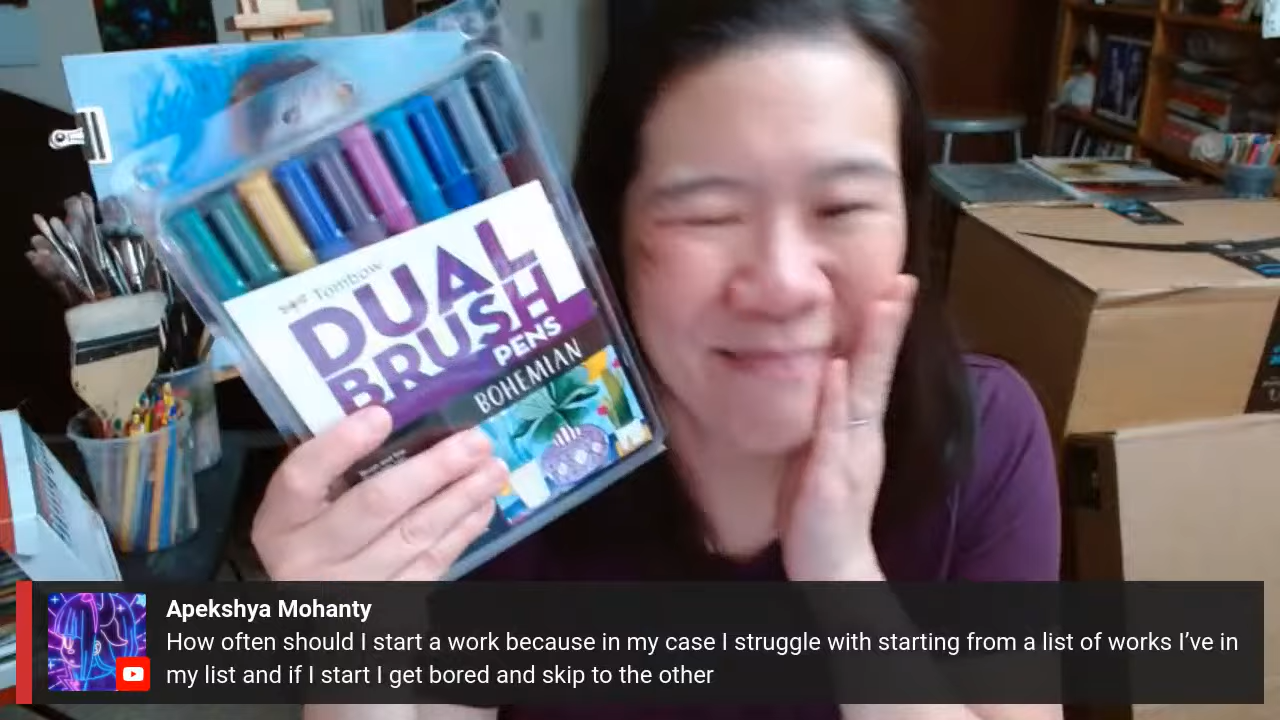 Tombow
DUAL
BRUSH
PENS
BOHEMIAN
Apekshya Mohanty
How often should I start a work because in my case I struggle with starting from a list of works I’ve in
my list and if I start I get bored and skip to the other